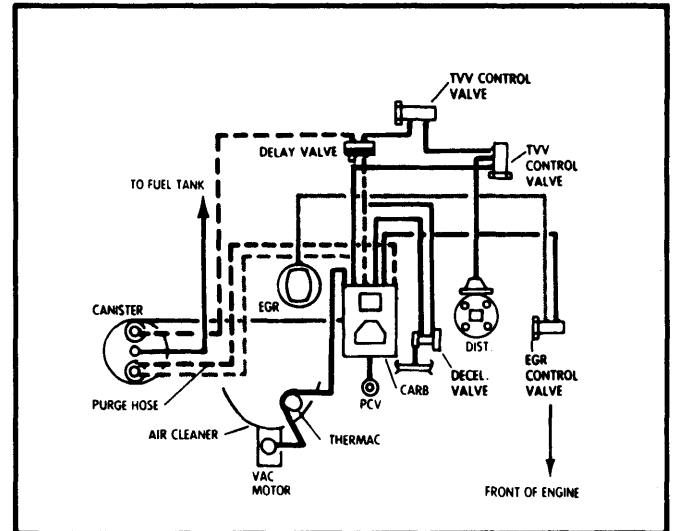 TVV CONTROL
VALVE
DELAY VALVE
TVV
CONTROL
VALVE
TO FUEL TANK
CANISTER
EGR
DIST.
EGR
CONTROL
VALVE
DECEL.
VALVE
CARB
PCV
PURGE HOSE
AIR CLEANER
THERMAC
VAC
MOTOR
FRONT OF ENGINE